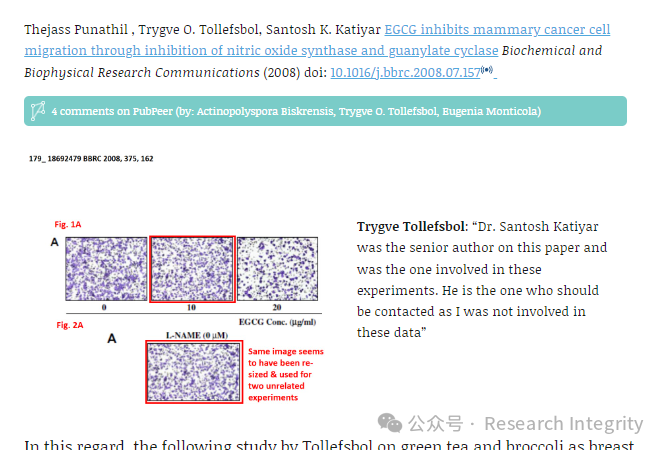 Thejass Punathil , Trygve O. Tollefsbol, Santosh K. Katiyar EGCG inhibits mammary cancer cell
migration through inhibition of nitric oxide synthase and guanylate cyclase Biochemical and
Biophysical Research Communications (2008) doi: 10.1016/j.bbrc.2008.07.157
4 comments on PubPeer (by: Actinopolyspora Biskrensis, Trygve O. Tollefsbol, Eugenia Monticola)
179_ 18692479 BBRC 2008, 375, 162
Fig. 1A
A
0 10 20
EGCG Conc. (µg/ml)
Fig. 2A
A
L-NAME (0 µM)
Same image seems
to have been re-
sized & used for
two unrelated
experiments
Trygve Tollefsbol: “Dr. Santosh Katiyar
was the senior author on this paper and
was the one involved in these
experiments. He is the one who should
be contacted as I was not involved in
these data”
公众号 · Research Integrity
In this regard, the following study by Tollefsbol on green tea and broccoli as breast